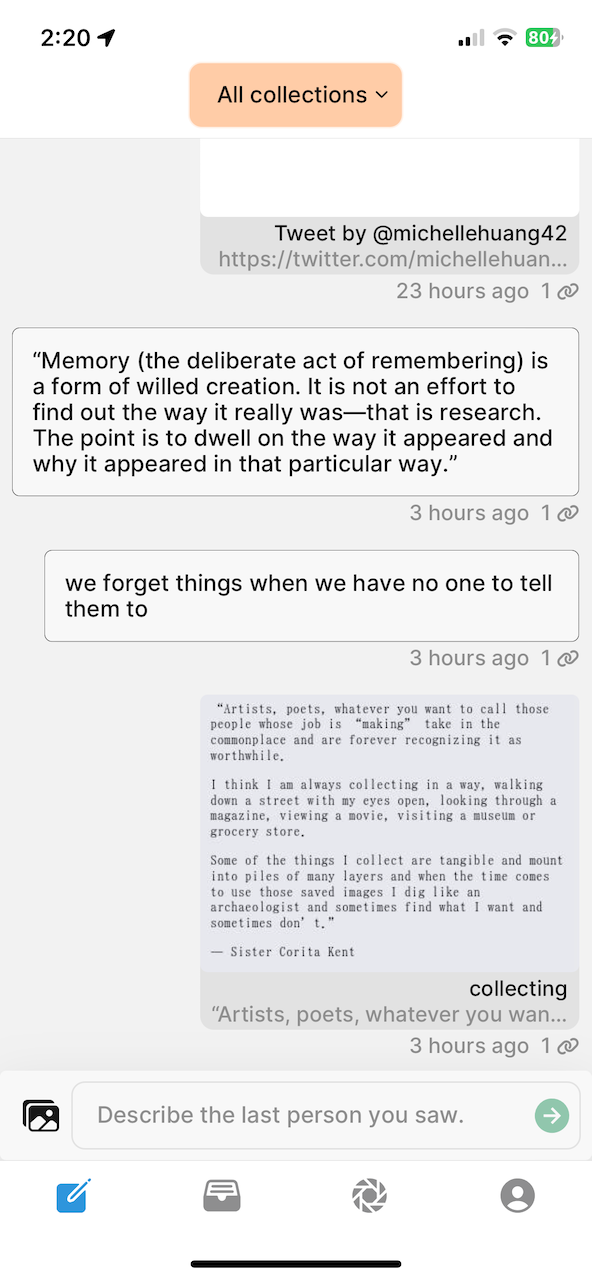 2:20
80
All collections
Tweet by @michellehuang42
https://twitter.com/michellehuan...
23 hours ago 1
“Memory (the deliberate act of remembering) is
a form of willed creation. It is not an effort to
find out the way it really was—that is research.
The point is to dwell on the way it appeared and
why it appeared in that particular way.”
3 hours ago 1
we forget things when we have no one to tell
them to
3 hours ago 1
“Artists, poets, whatever you want to call those
people whose job is “making” take in the
commonplace and are forever recognizing it as
worthwhile.
I think I am always collecting in a way, walking
down a street with my eyes open, looking through a
magazine, viewing a movie, visiting a museum or
grocery store.
Some of the things I collect are tangible and mount
into piles of many layers and when the time comes
to use those saved images I dig like an
archaeologist and sometimes find what I want and
sometimes don’t.”
— Sister Corita Kent
collecting
“Artists, poets, whatever you wan...
3 hours ago 1
Describe the last person you saw.